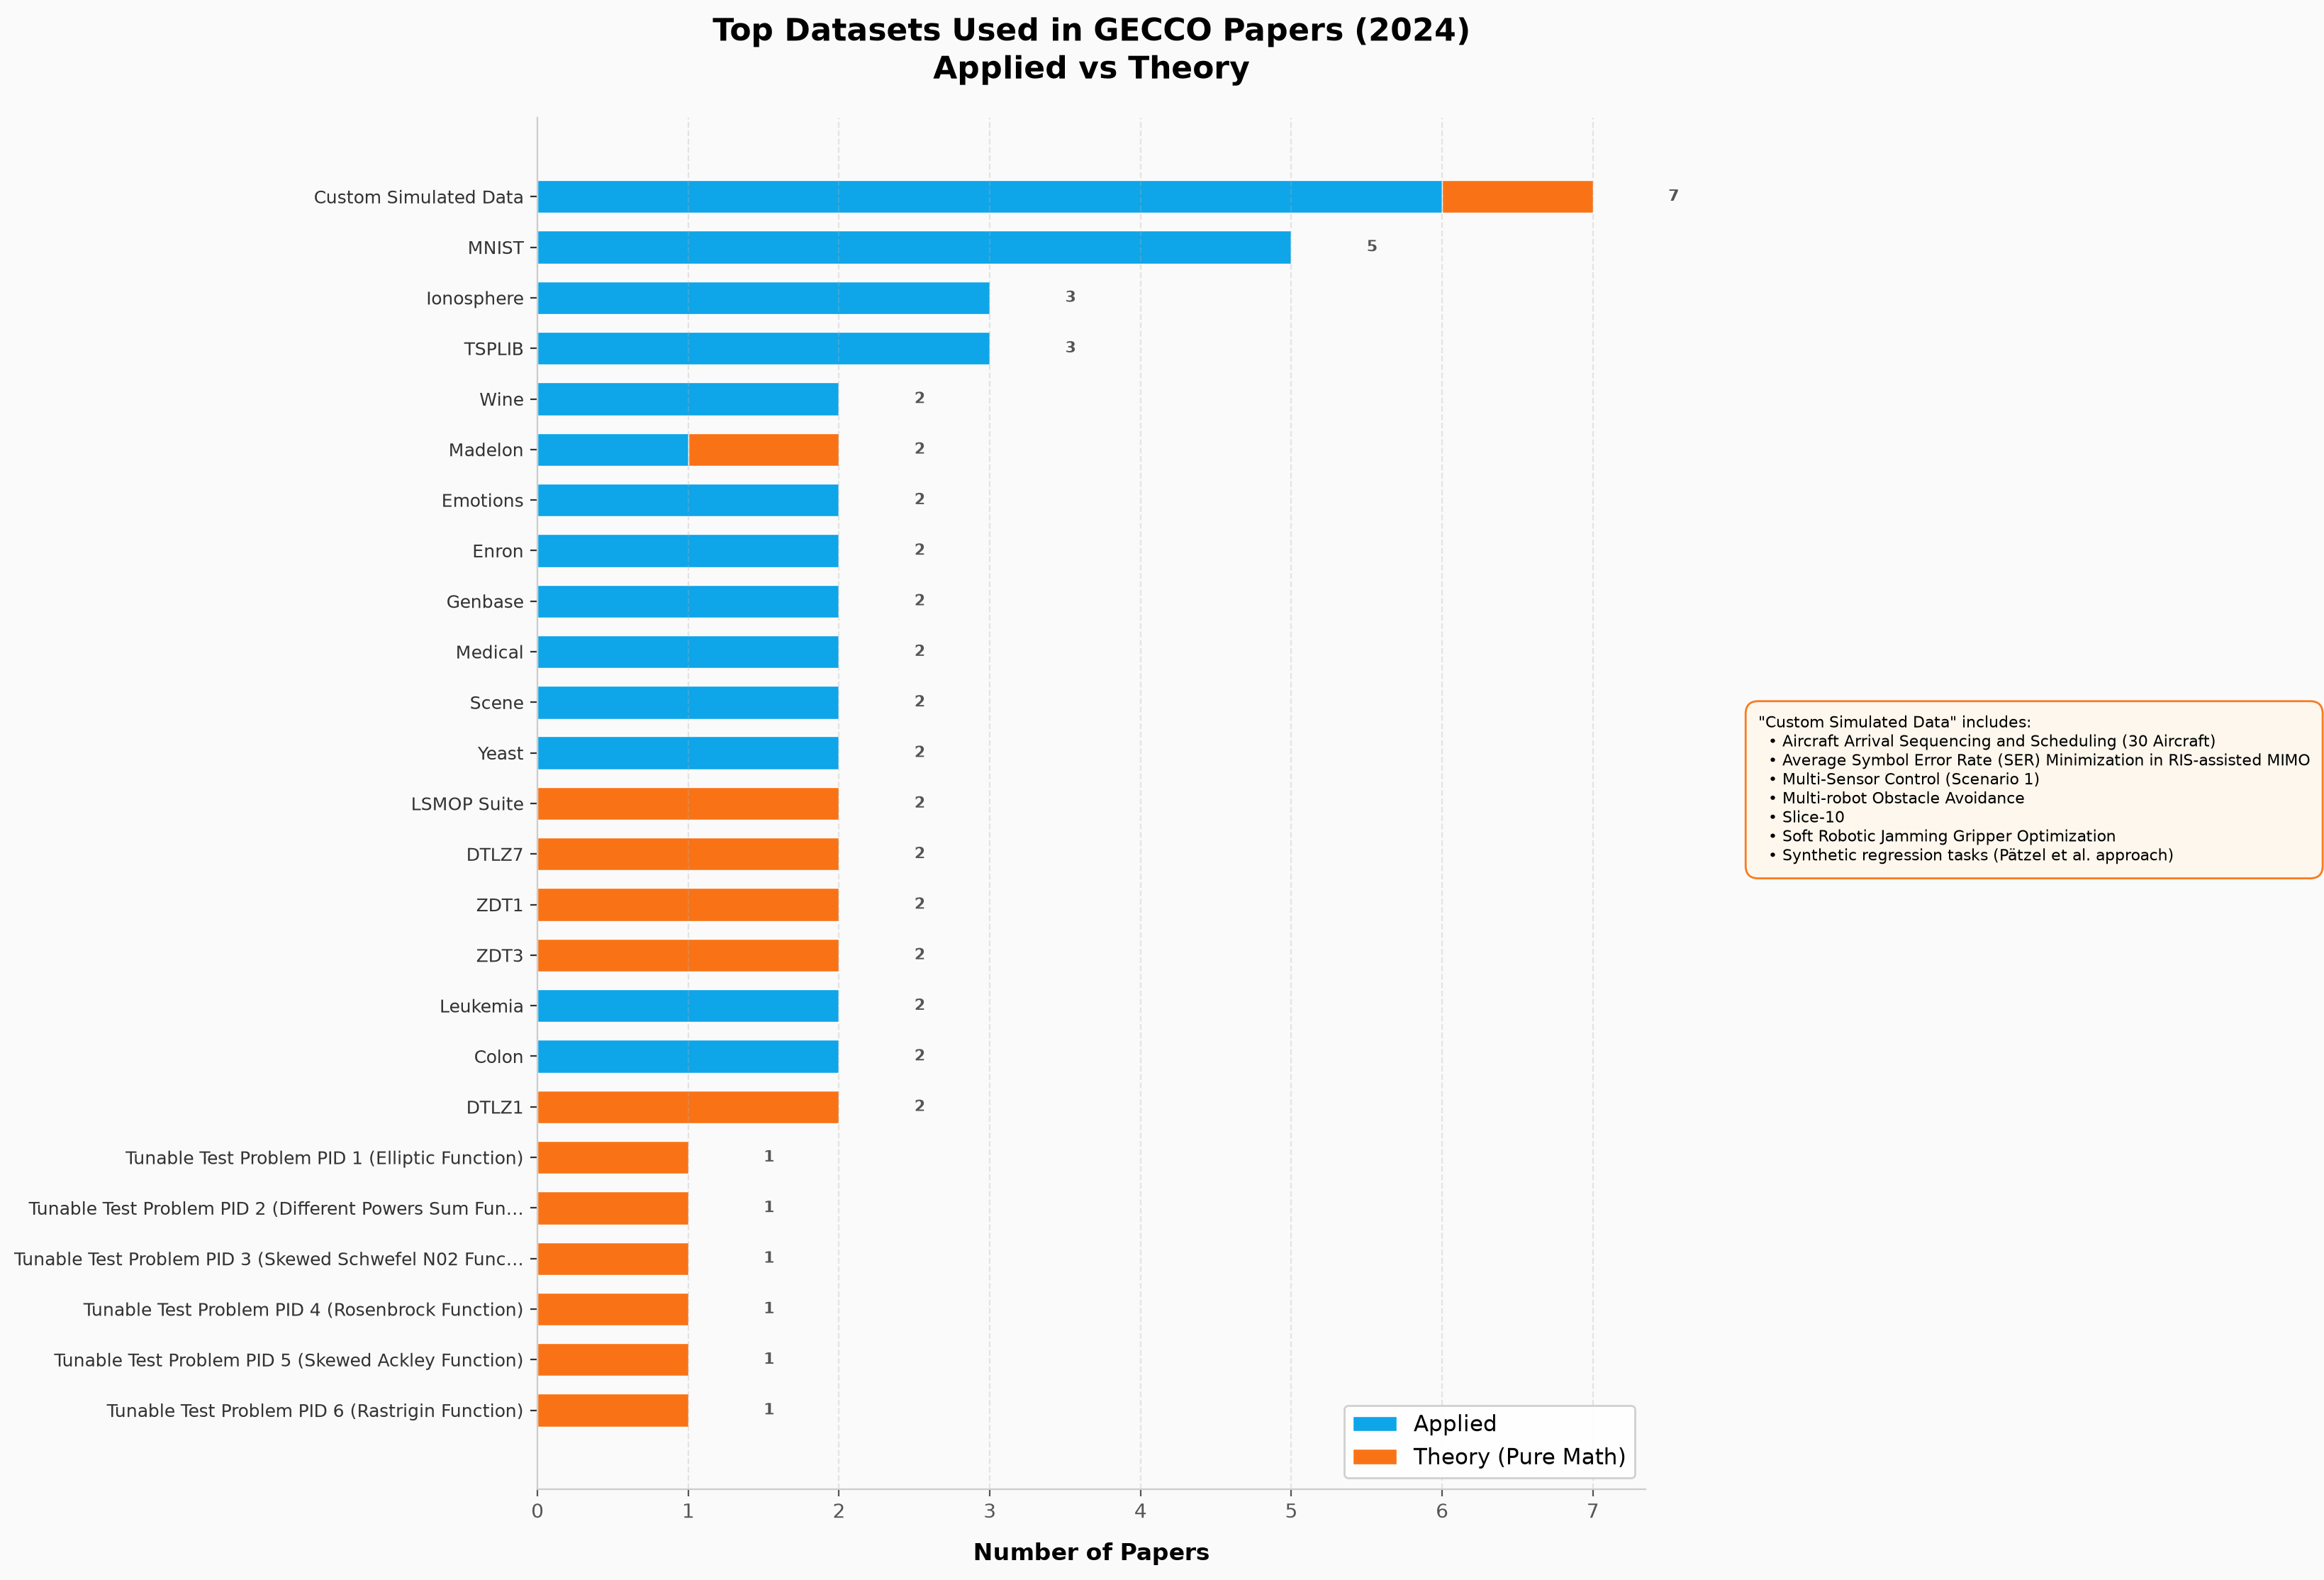 Top Datasets Used in GECCO Papers (2024)
Applied vs Theory
Custom Simulated Data 7
MNIST 5
Ionosphere 3
TSPLIB 3
Wine 2
Madelon 2
Emotions 2
Enron 2
Genbase 2
Medical 2
Scene 2
Yeast 2
LSMOP Suite 2
DTLZ7 2
ZDT1 2
ZDT3 2
Leukemia 2
Colon 2
DTLZ1 2
Tunable Test Problem PID 1 (Elliptic Function) 1
Tunable Test Problem PID 2 (Different Powers Sum Fun... 1
Tunable Test Problem PID 3 (Skewed Schwefel N02 Func... 1
Tunable Test Problem PID 4 (Rosenbrock Function) 1
Tunable Test Problem PID 5 (Skewed Ackley Function) 1
Tunable Test Problem PID 6 (Rastrigin Function) 1
"Custom Simulated Data" includes:
• Aircraft Arrival Sequencing and Scheduling (30 Aircraft)
• Average Symbol Error Rate (SER) Minimization in RIS-assisted MIMO
• Multi-Sensor Control (Scenario 1)
• Multi-robot Obstacle Avoidance
• Slice-10
• Soft Robotic Jamming Gripper Optimization
• Synthetic regression tasks (Pätzel et al. approach)
Applied
Theory (Pure Math)
0 1 2 3 4 5 6 7
Number of Papers